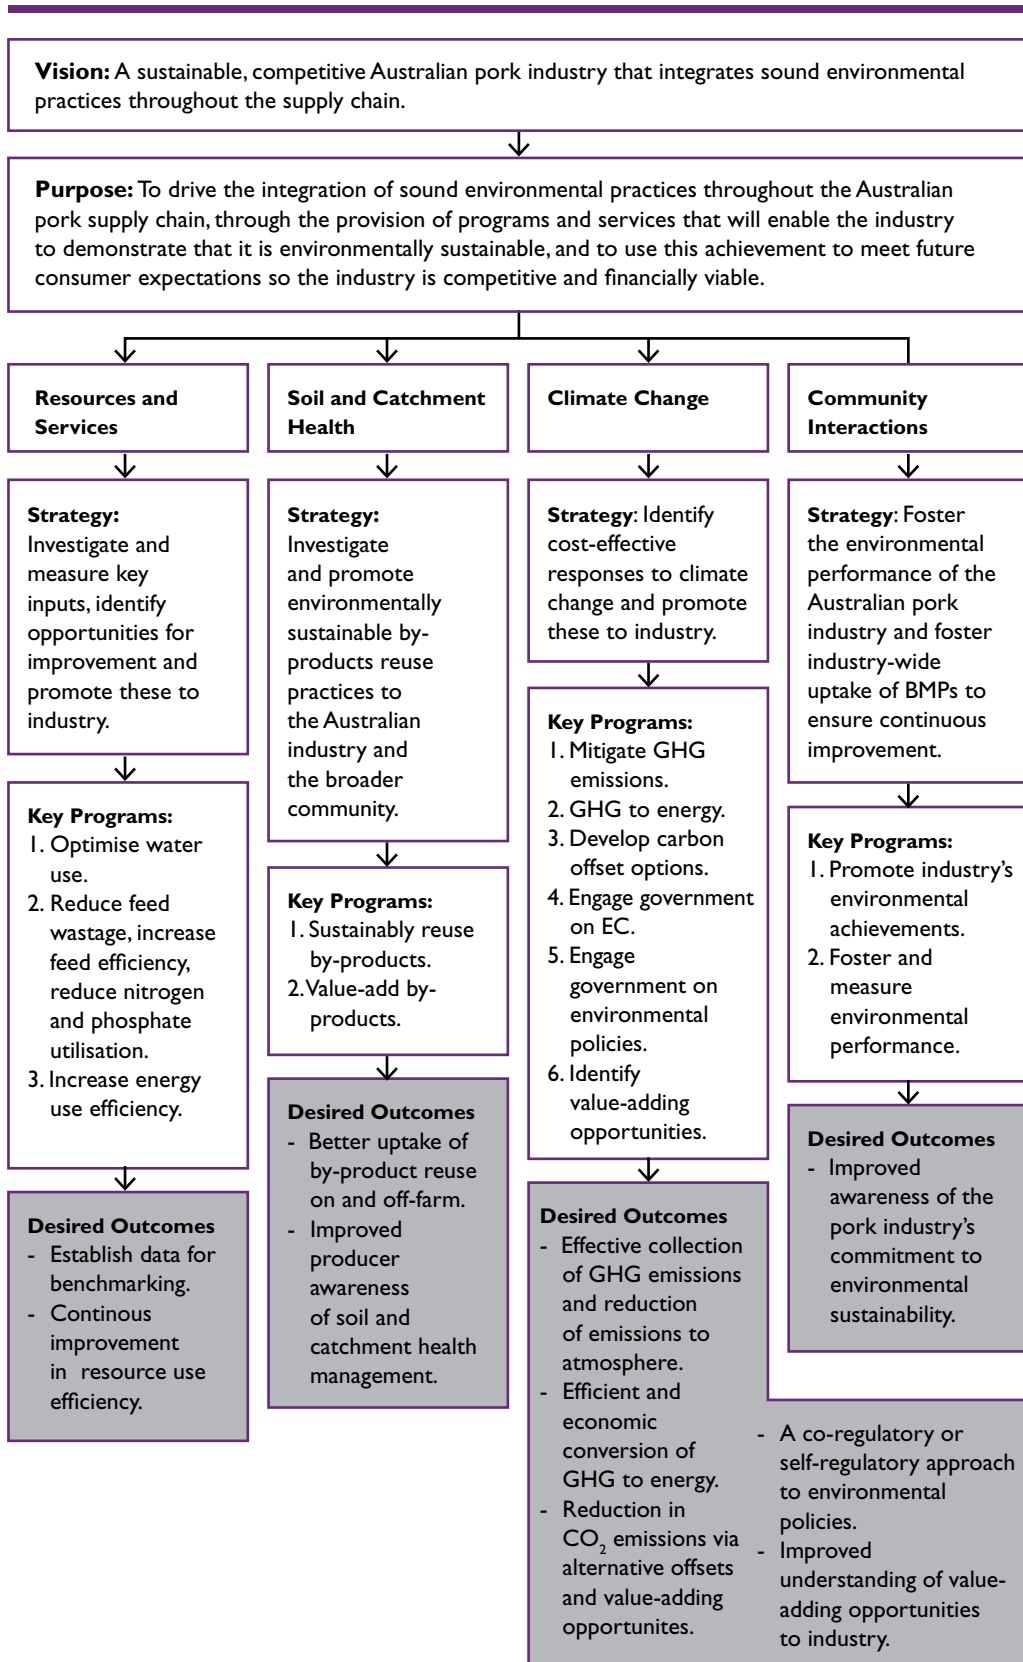 Vision: A sustainable, competitive Australian pork industry that integrates sound environmental
practices throughout the supply chain.
Purpose: To drive the integration of sound environmental practices throughout the Australian
pork supply chain, through the provision of programs and services that will enable the industry
to demonstrate that it is environmentally sustainable, and to use this achievement to meet future
consumer expectations so the industry is competitive and financially viable.
Resources and
Services
Strategy:
Investigate and
measure key
inputs, identify
opportunities for
improvement and
promote these to
industry.
Key Programs:
1. Optimise water
use.
2. Reduce feed
wastage, increase
feed efficiency,
reduce nitrogen
and phosphate
utilisation.
3. Increase energy
use efficiency.
Desired Outcomes
- Establish data for
benchmarking.
- Continous
improvement
in resource use
efficiency.
Soil and Catchment
Health
Strategy:
Investigate
and promote
environmentally
sustainable by-
products reuse
practices to
the Australian
industry and
the broader
community.
Key Programs:
1. Sustainably reuse
by-products.
2. Value-add by-
products.
Desired Outcomes
- Better uptake of
by-product reuse
on and off-farm.
- Improved
producer
awareness
of soil and
catchment health
management.
Climate Change
Strategy: Identify
cost-effective
responses to climate
change and promote
these to industry.
Key Programs:
1. Mitigate GHG
emissions.
2. GHG to energy.
3. Develop carbon
offset options.
4. Engage government
on EC.
5. Engage
government on
environmental
policies.
6. Identify
value-adding
opportunities.
Desired Outcomes
- Effective collection
of GHG emissions
and reduction
of emissions to
atmosphere.
- Efficient and
economic
conversion of
GHG to energy.
- Reduction in
CO₂ emissions via
alternative offsets
and value-adding
opportunites.
- A co-regulatory or
self-regulatory approach
to environmental
policies.
- Improved
understanding of value-
adding opportunities
to industry.
Community
Interactions
Strategy: Foster
the environmental
performance of the
Australian pork
industry and foster
industry-wide
uptake of BMPs to
ensure continuous
improvement.
Key Programs:
1. Promote industry's
environmental
achievements.
2. Foster and
measure
environmental
performance.
Desired Outcomes
- Improved
awareness of the
pork industry's
commitment to
environmental
sustainability.